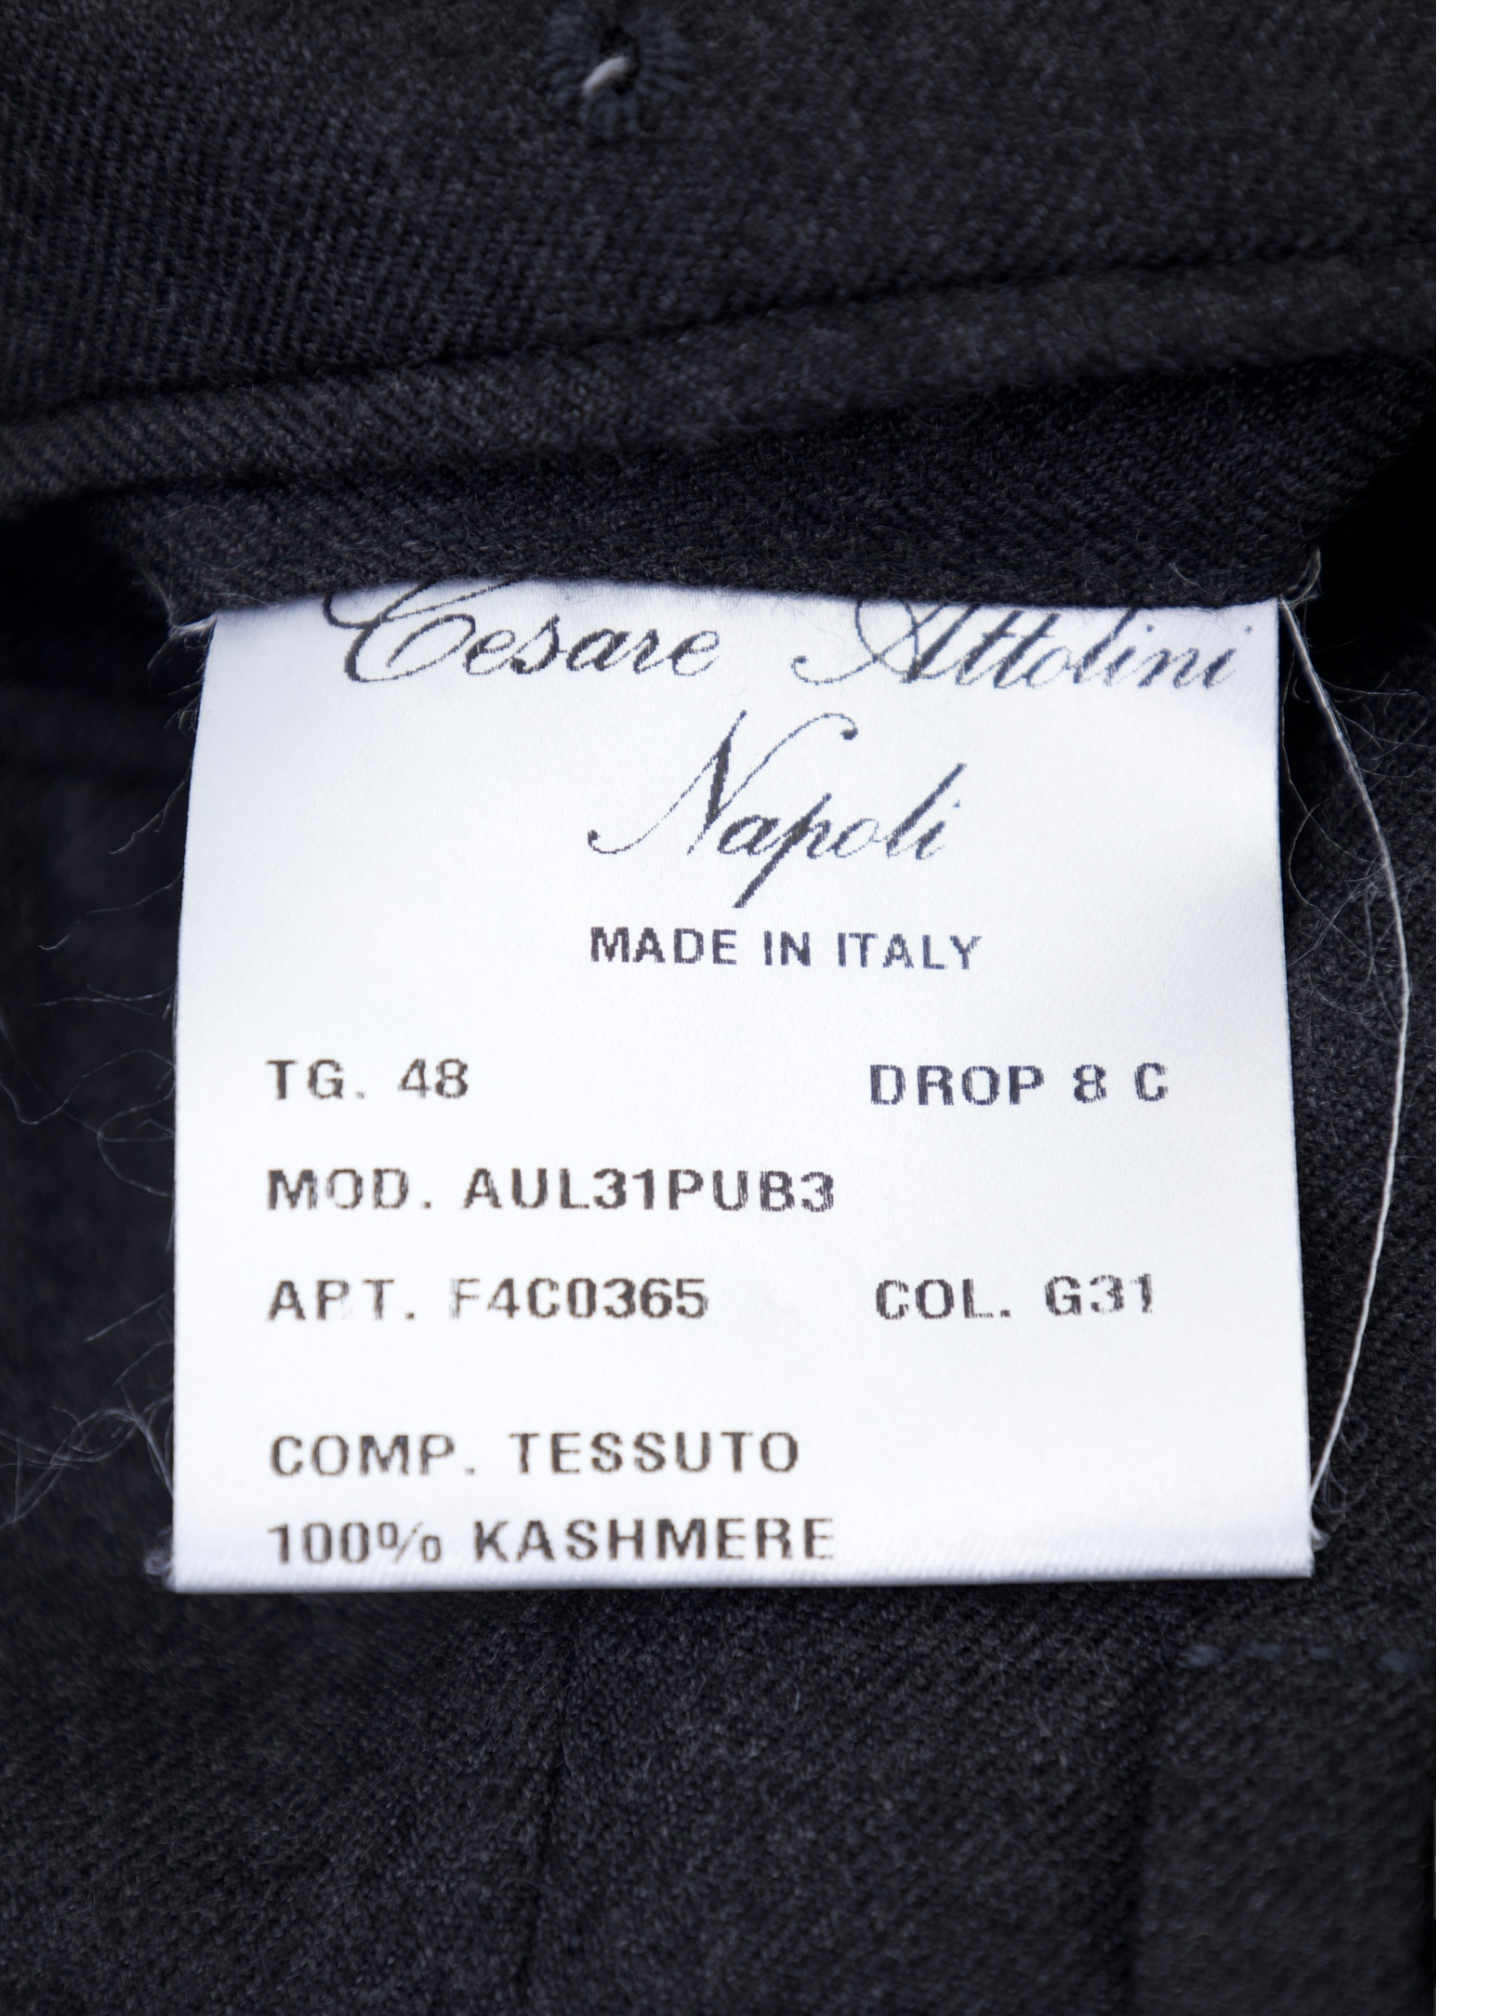 Cesare Attolini
Napoli
MADE IN ITALY
TG. 48 DROP 8 C
MOD. AUL31PUB3
ART. F4C0365 COL. G31
COMP. TESSUTO
100% KASHMERE